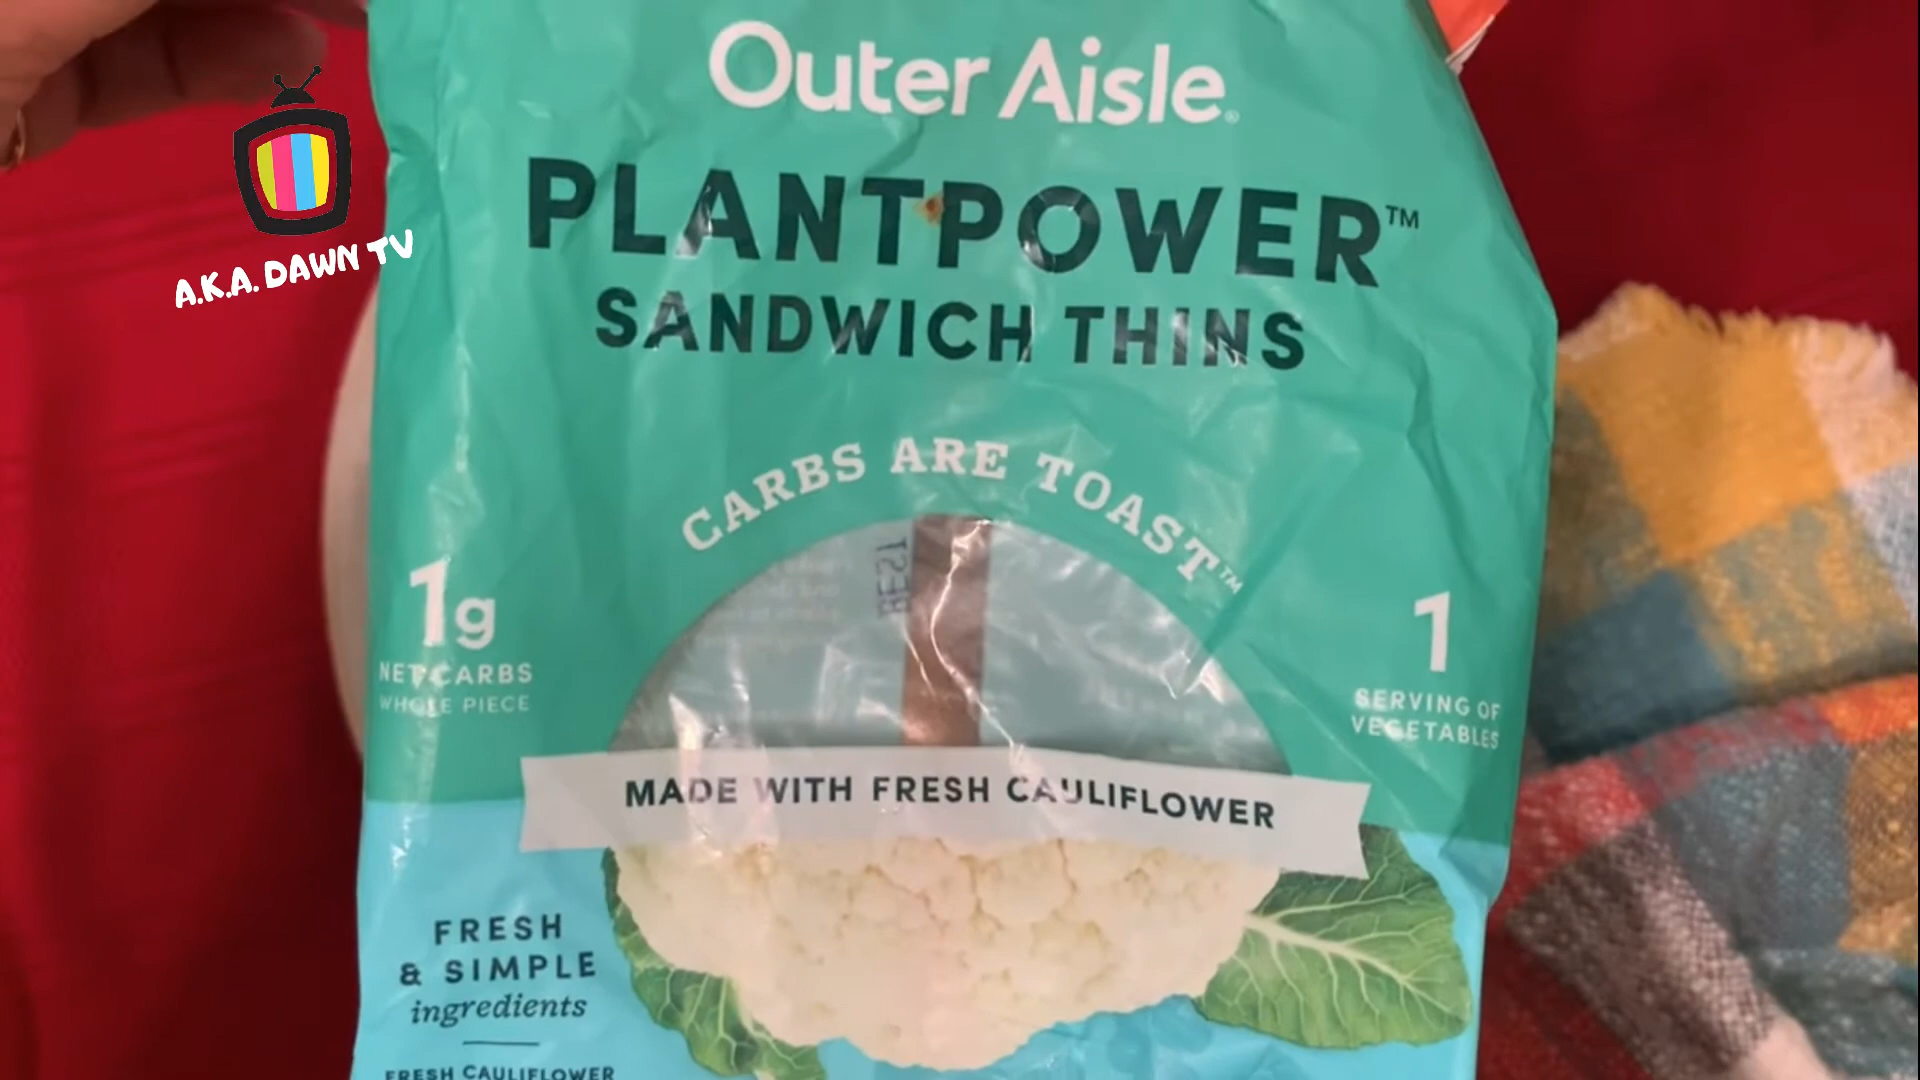 Outer Aisle®
PLANTPOWER™
SANDWICH THINS
A.K.A. DAWN TV
CARBS ARE TOAST™
BEST
1g
NET CARBS
WHOLE PIECE
1
SERVING OF
VEGETABLES
MADE WITH FRESH CAULIFLOWER
FRESH
& SIMPLE
ingredients
FRESH CAULIFLOWER